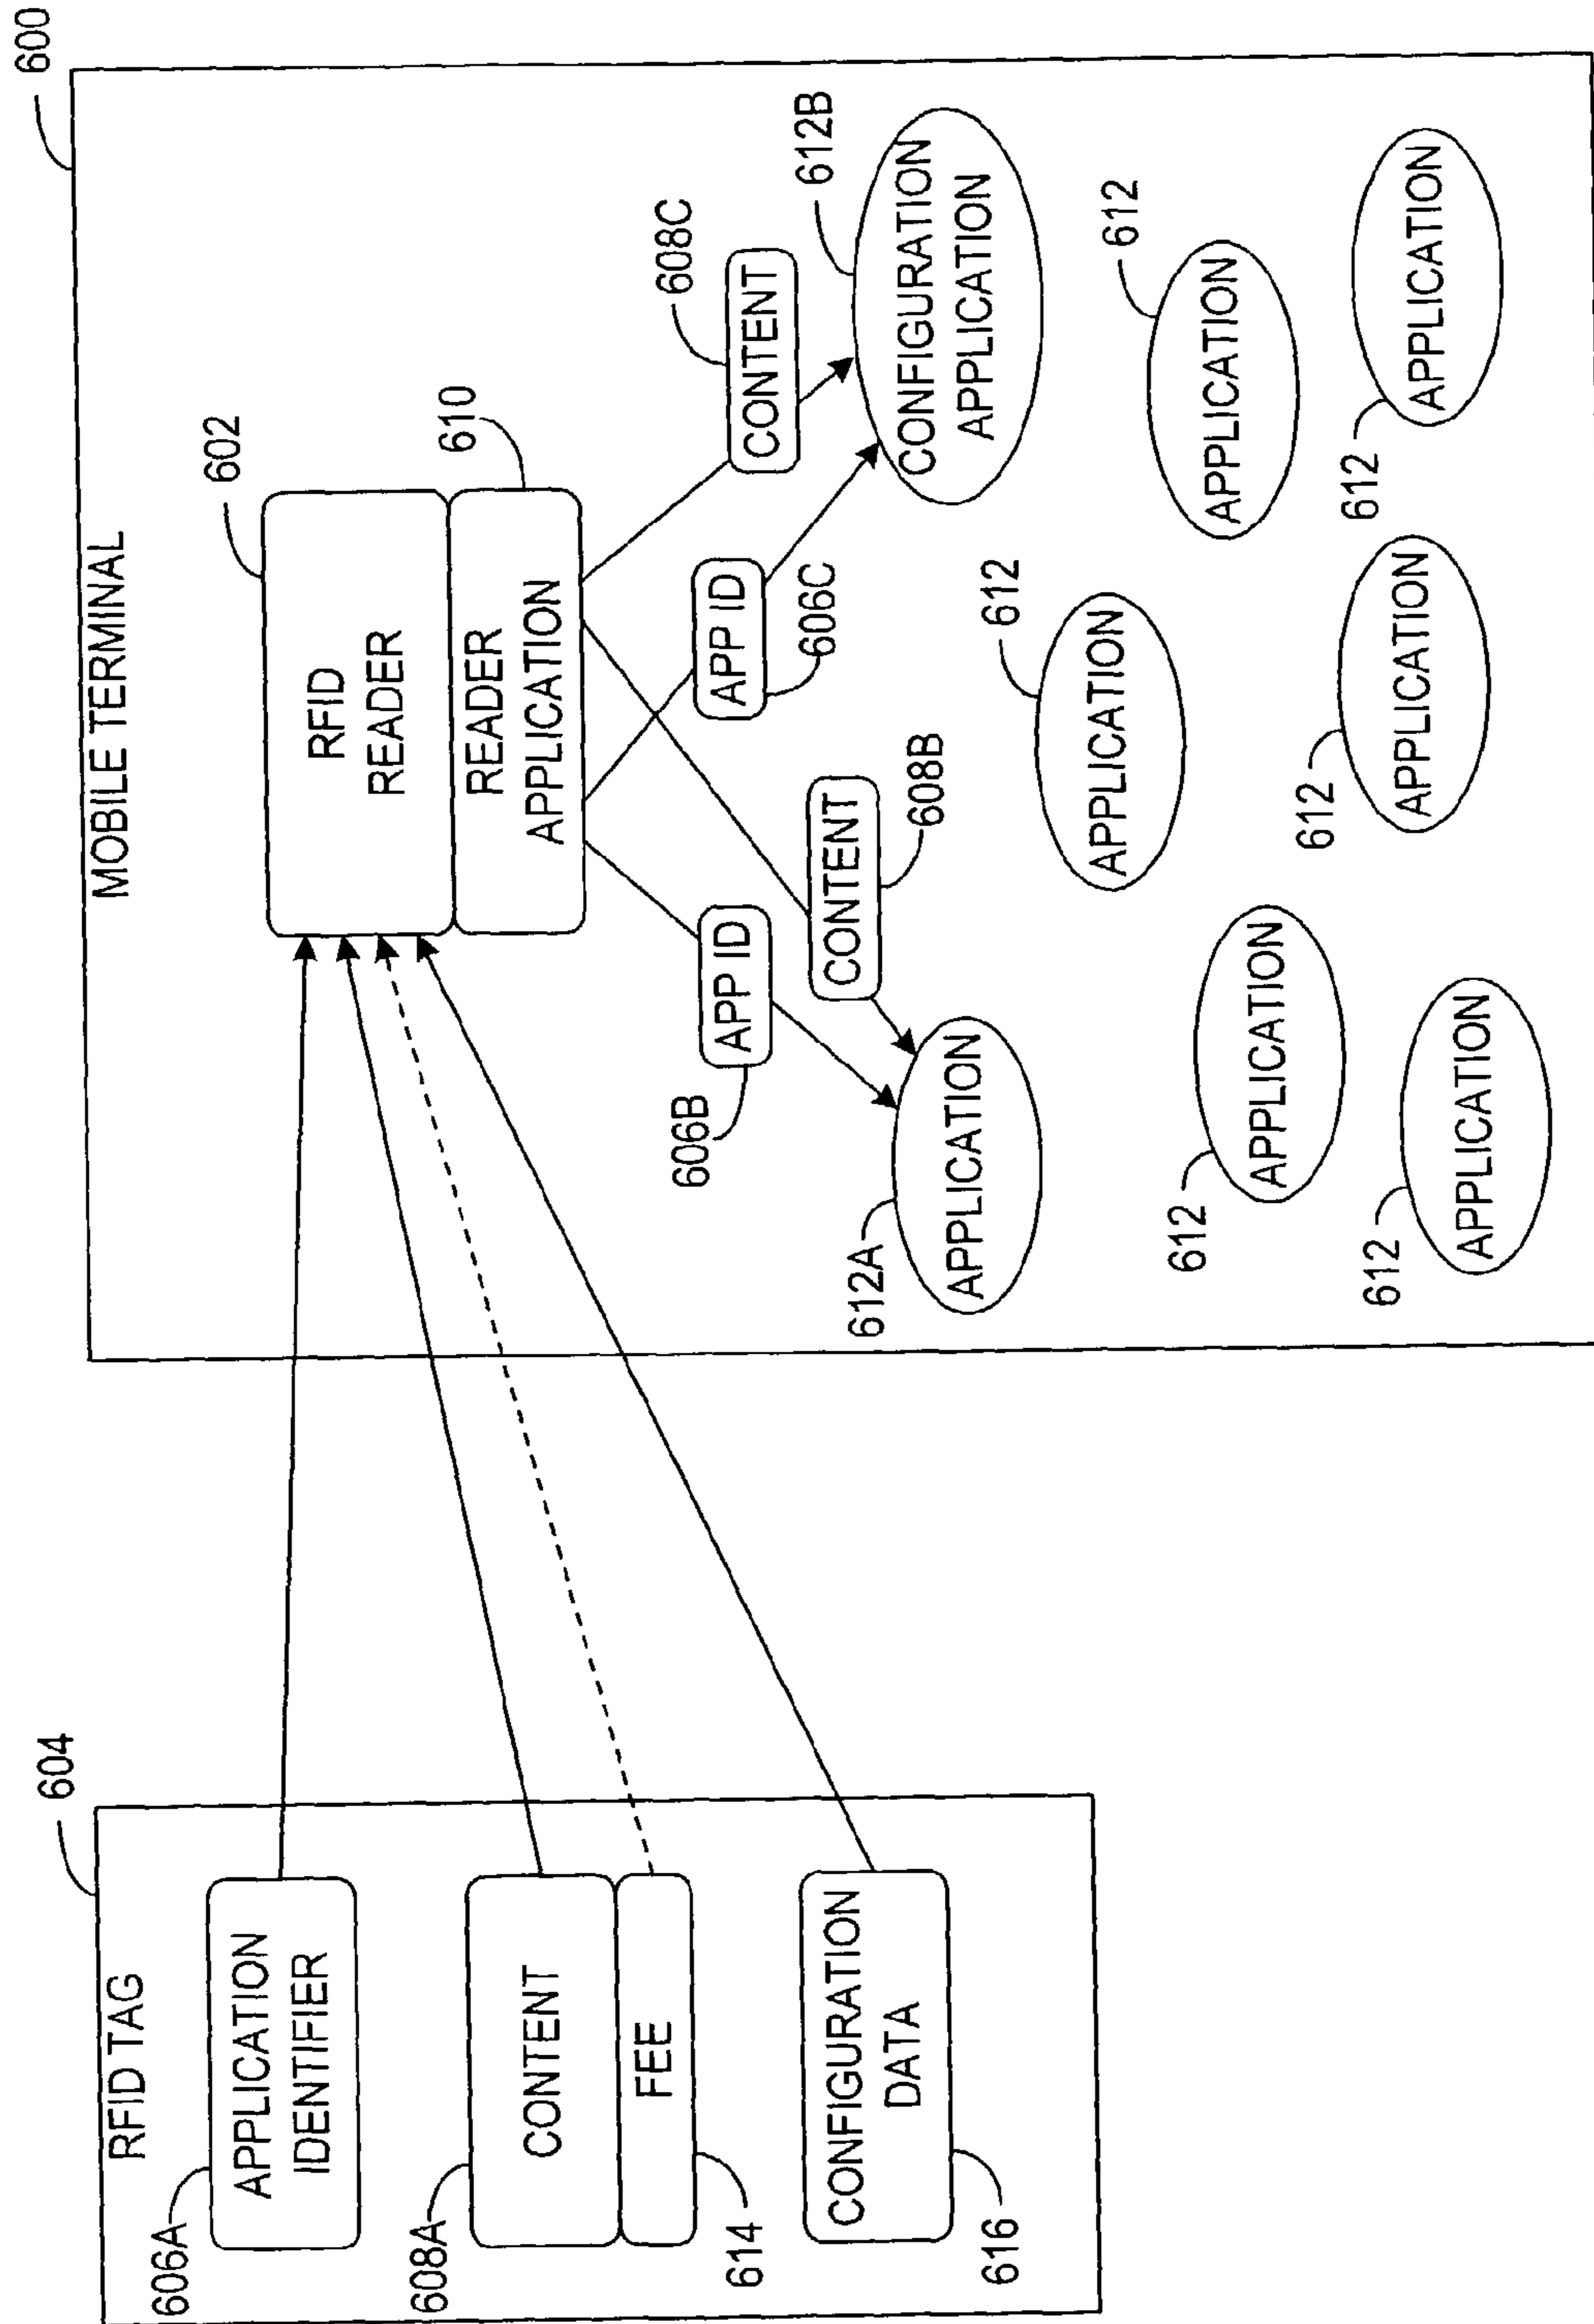 600
MOBILE TERMINAL
602
RFID
READER
610
READER
APPLICATION
606B
APP ID
CONTENT
608B
APP ID
606C
608C
CONTENT
612A
APPLICATION
612B
CONFIGURATION
APPLICATION
612
APPLICATION
612
APPLICATION
612
APPLICATION
612
APPLICATION
612
APPLICATION
612
APPLICATION
604
RFID TAG
606A
APPLICATION
IDENTIFIER
608A
CONTENT
FEE
614
CONFIGURATION
DATA
616